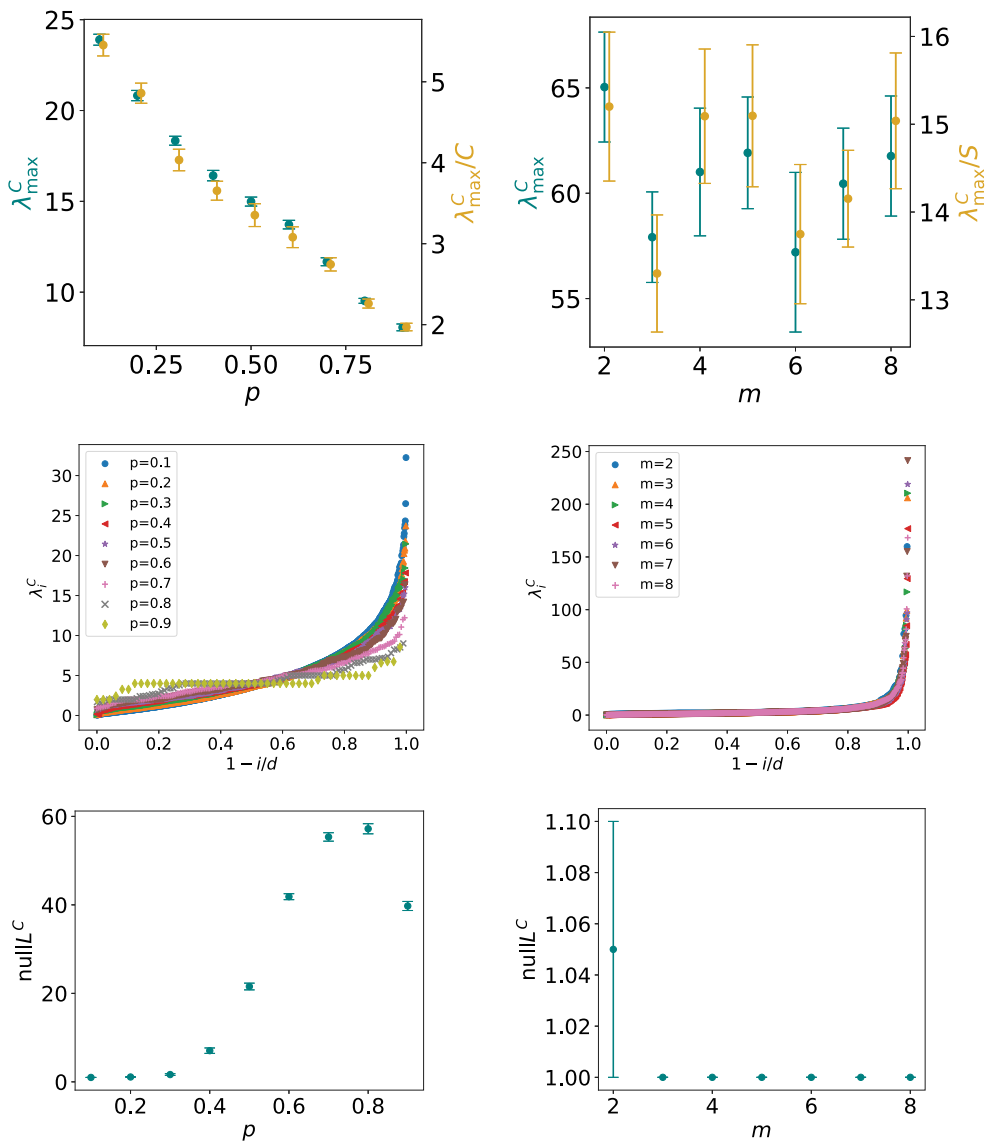 25
20
15
10
λ^C_max
5
4
3
2
λ^C_max/C
0.25 0.50 0.75
p
65
60
55
λ^C_max
16
15
14
13
λ^C_max/S
2 4 6 8
m
30
25
20
15
10
5
0
λ_i^C
p=0.1
p=0.2
p=0.3
p=0.4
p=0.5
p=0.6
p=0.7
p=0.8
p=0.9
0.0 0.2 0.4 0.6 0.8 1.0
1 − i/d
250
200
150
100
50
0
λ_i^C
m=2
m=3
m=4
m=5
m=6
m=7
m=8
0.0 0.2 0.4 0.6 0.8 1.0
1 − i/d
60
40
20
0
nullL^C
0.2 0.4 0.6 0.8
p
1.10
1.08
1.06
1.04
1.02
1.00
nullL^C
2 4 6 8
m